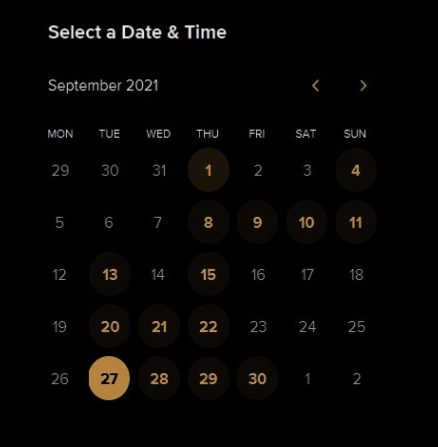 Select a Date & Time
September 2021
MON TUE WED THU FRI SAT SUN
29 30 31 1 2 3 4
5 6 7 8 9 10 11
12 13 14 15 16 17 18
19 20 21 22 23 24 25
26 27 28 29 30 1 2